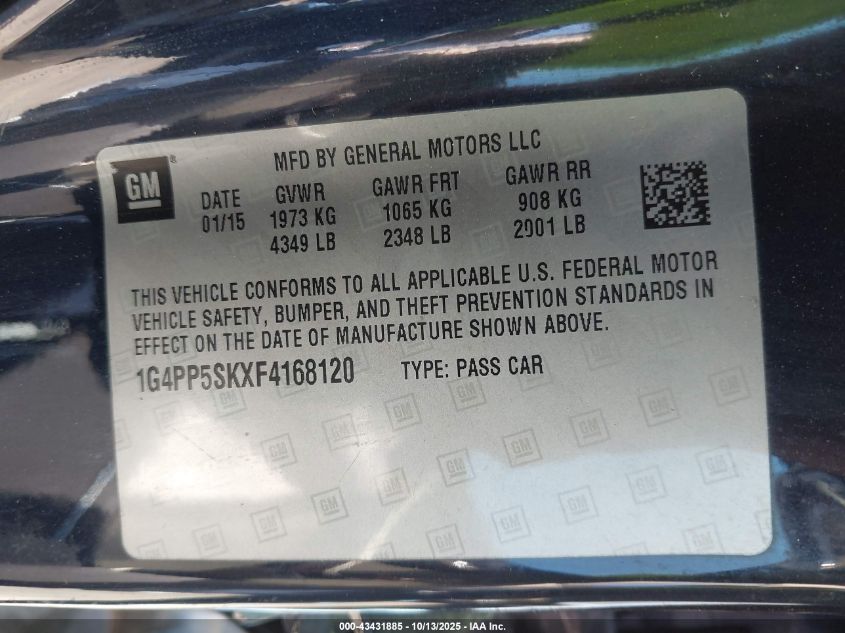 MFD BY GENERAL MOTORS LLC
GM®
DATE GVWR GAWR FRT GAWR RR
01/15 1973 KG 1065 KG 908 KG
4349 LB 2348 LB 2001 LB
THIS VEHICLE CONFORMS TO ALL APPLICABLE U.S. FEDERAL MOTOR
VEHICLE SAFETY, BUMPER, AND THEFT PREVENTION STANDARDS IN
EFFECT ON THE DATE OF MANUFACTURE SHOWN ABOVE.
1G4PP5SKXF4168120 TYPE: PASS CAR
000-43431885 - 10/13/2025 - IAA Inc.